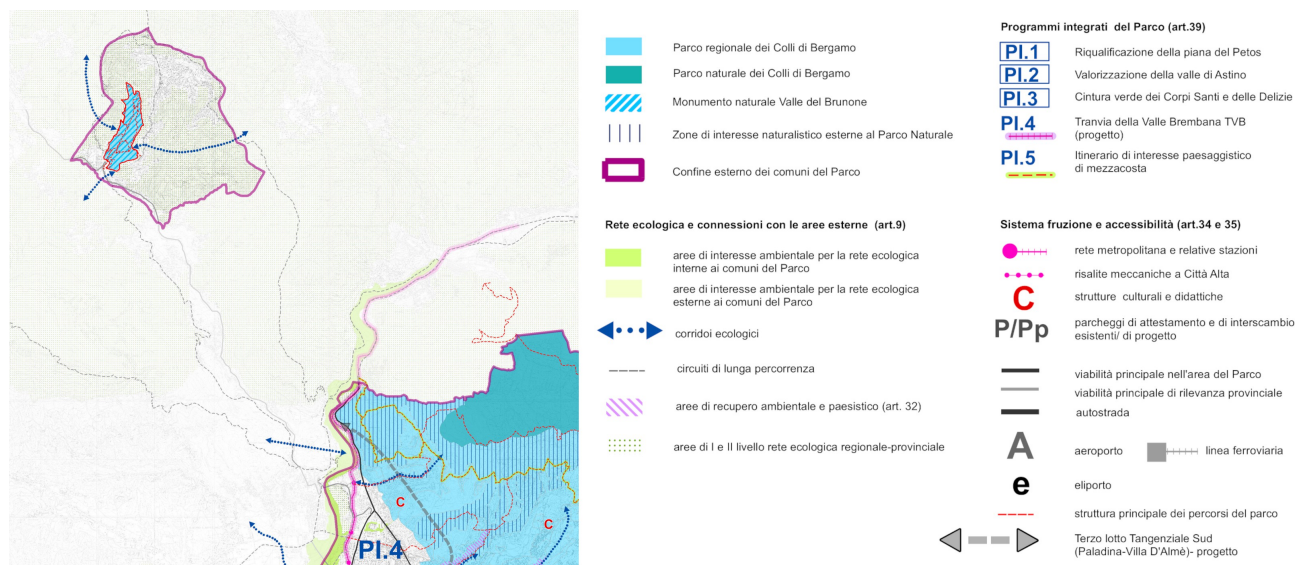 C
C
PI.4
Parco regionale dei Colli di Bergamo
Parco naturale dei Colli di Bergamo
Monumento naturale Valle del Brunone
Zone di interesse naturalistico esterne al Parco Naturale
Confine esterno dei comuni del Parco
Rete ecologica e connessioni con le aree esterne (art.9)
aree di interesse ambientale per la rete ecologica
interne ai comuni del Parco
aree di interesse ambientale per la rete ecologica
esterne ai comuni del Parco
corridoi ecologici
circuiti di lunga percorrenza
aree di recupero ambientale e paesistico (art. 32)
aree di I e II livello rete ecologica regionale-provinciale
Programmi integrati del Parco (art.39)
PI.1 Riqualificazione della piana del Petos
PI.2 Valorizzazione della valle di Astino
PI.3 Cintura verde dei Corpi Santi e delle Delizie
PI.4 Tranvia della Valle Brembana TVB
(progetto)
PI.5 Itinerario di interesse paesaggistico
di mezzacosta
Sistema fruzione e accessibilità (art.34 e 35)
rete metropolitana e relative stazioni
risalite meccaniche a Città Alta
C strutture culturali e didattiche
P/Pp parcheggi di attestamento e di interscambio
esistenti/ di progetto
viabilità principale nell'area del Parco
viabilità principale di rilevanza provinciale
autostrada
A aeroporto linea ferroviaria
e eliporto
struttura principale dei percorsi del parco
Terzo lotto Tangenziale Sud
(Paladina-Villa D'Almè)- progetto